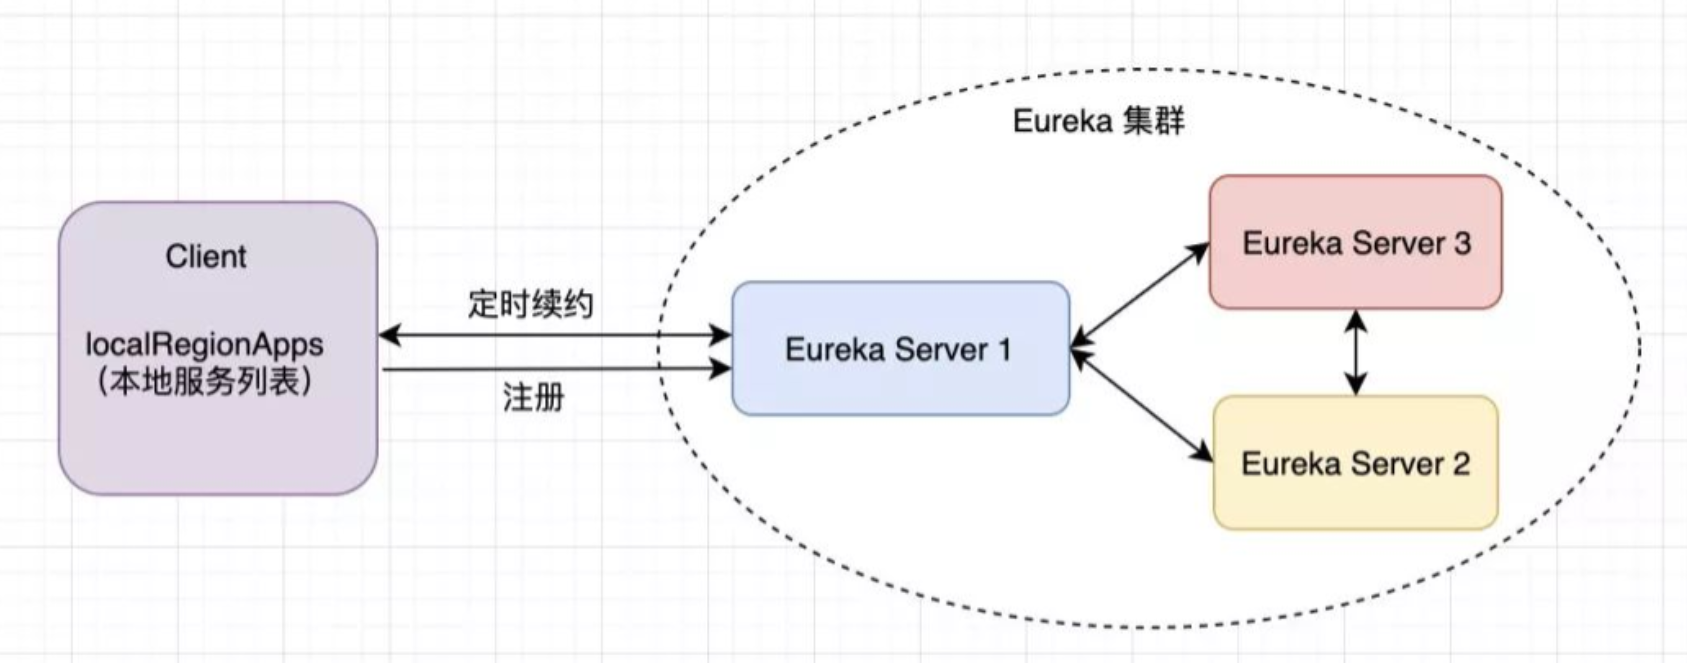 Eureka 集群
Client
localRegionApps
（本地服务列表）
定时续约
注册
Eureka Server 1
Eureka Server 3
Eureka Server 2